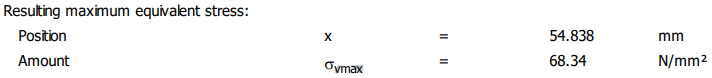 Resulting maximum equivalent stress:
Position x = 54.838 mm
Amount σvmax = 68.34 N/mm²